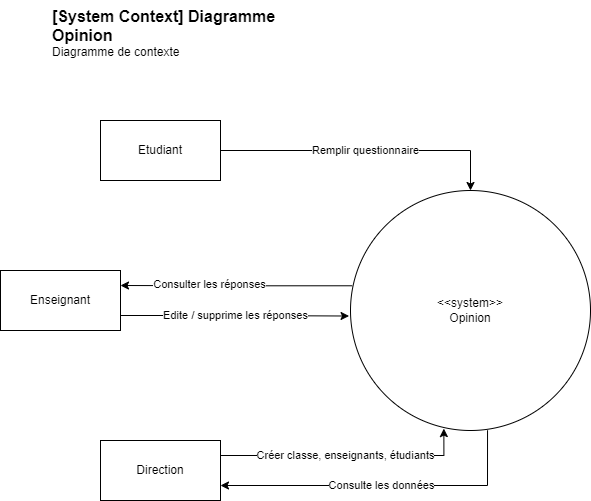 [System Context] Diagramme
Opinion
Diagramme de contexte
Etudiant
Remplir questionnaire
Enseignant
Consulter les réponses
Edite / supprime les réponses
<<system>>
Opinion
Direction
Créer classe, enseignants, étudiants
Consulte les données